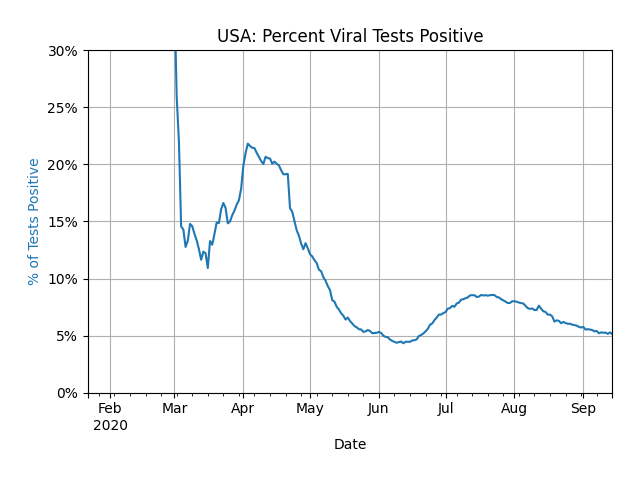 USA: Percent Viral Tests Positive
30%
25%
20%
15%
10%
5%
0%
% of Tests Positive
Feb Mar Apr May Jun Jul Aug Sep
2020
Date